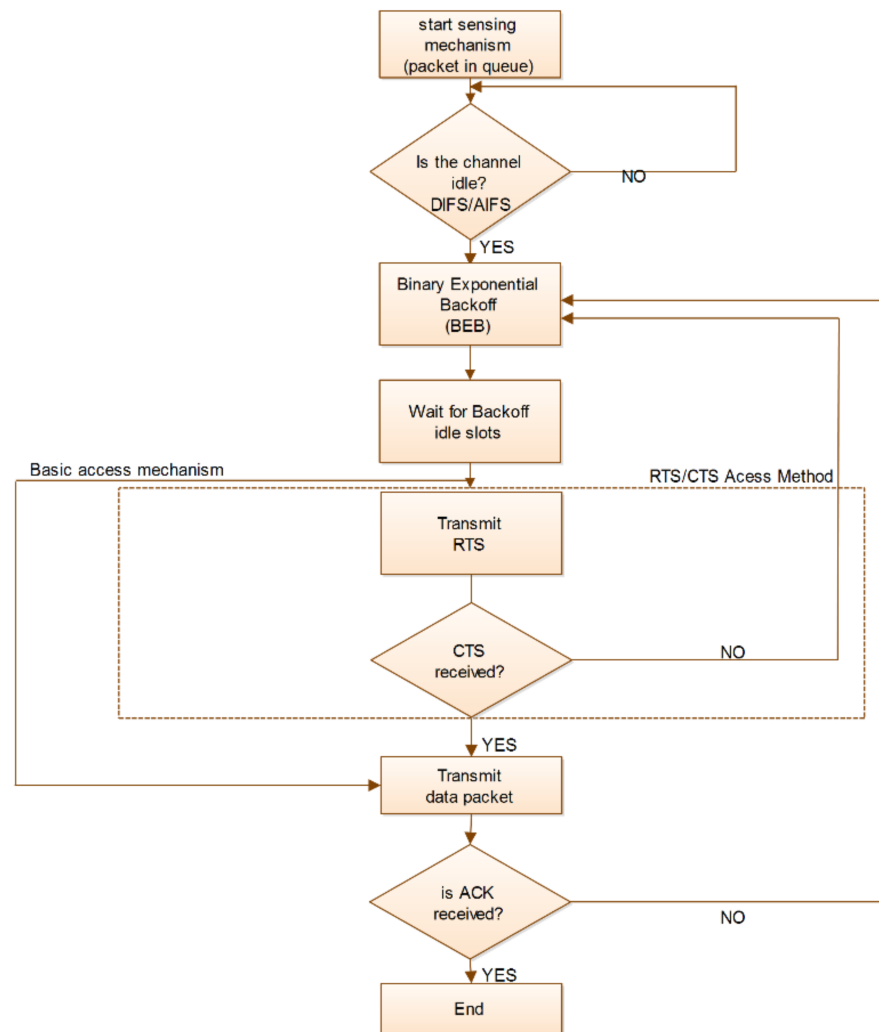 start sensing
mechanism
(packet in queue)
Is the channel
idle?
DIFS/AIFS
NO
YES
Binary Exponential
Backoff
(BEB)
Wait for Backoff
idle slots
Basic access mechanism
RTS/CTS Acess Method
Transmit
RTS
CTS
received?
NO
YES
Transmit
data packet
is ACK
received?
NO
YES
End